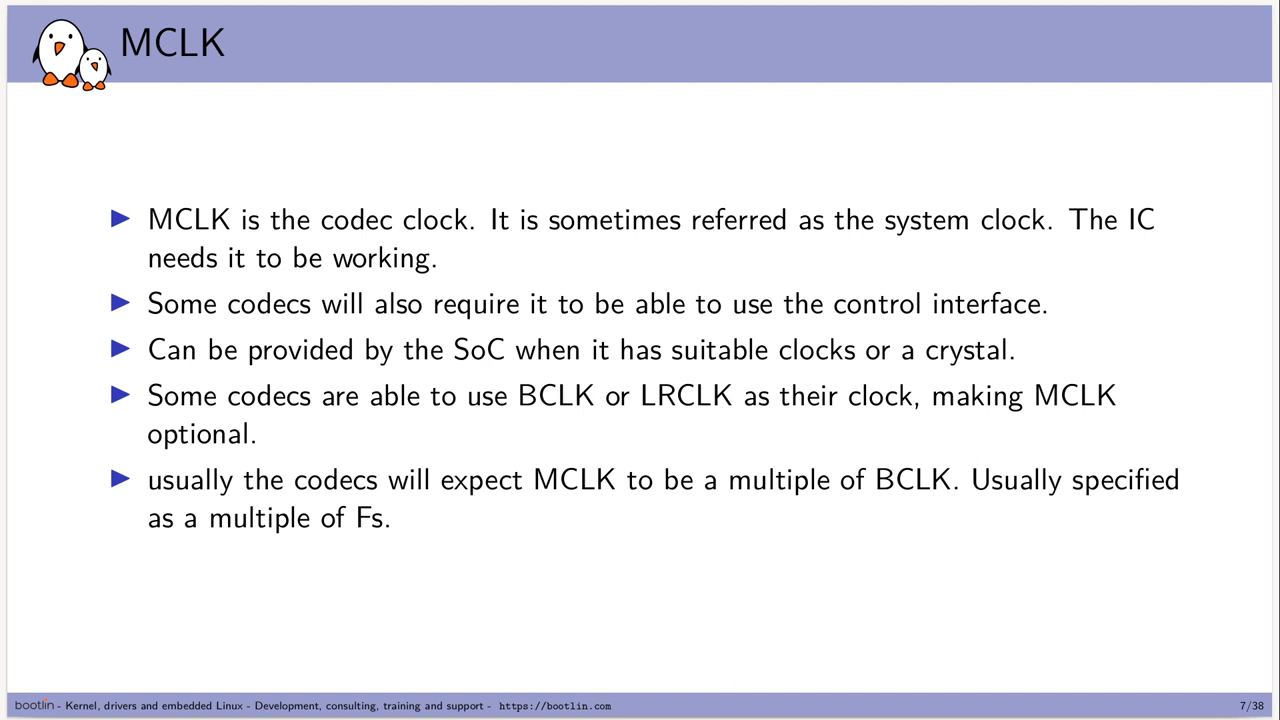 MCLK
▶ MCLK is the codec clock. It is sometimes referred as the system clock. The IC
needs it to be working.
▶ Some codecs will also require it to be able to use the control interface.
▶ Can be provided by the SoC when it has suitable clocks or a crystal.
▶ Some codecs are able to use BCLK or LRCLK as their clock, making MCLK
optional.
▶ usually the codecs will expect MCLK to be a multiple of BCLK. Usually specified
as a multiple of Fs.
bootlin - Kernel, drivers and embedded Linux - Development, consulting, training and support - https://bootlin.com 7/38